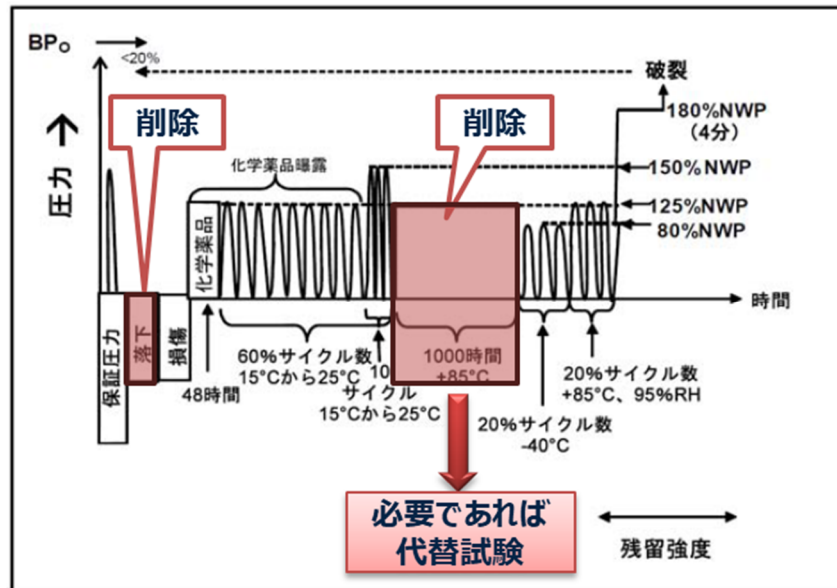 BPo
<20%
破裂
削除
削除
180%NWP
(4分)
圧力
化学薬品曝露
150%NWP
125%NWP
80%NWP
化学薬品
時間
保証圧力
落下
損傷
48時間
60%サイクル数
15°Cから25°C
10
サイクル
15°Cから25°C
1000時間
+85°C
20%サイクル数
-40°C
20%サイクル数
+85°C、95%RH
必要であれば
代替試験
残留強度